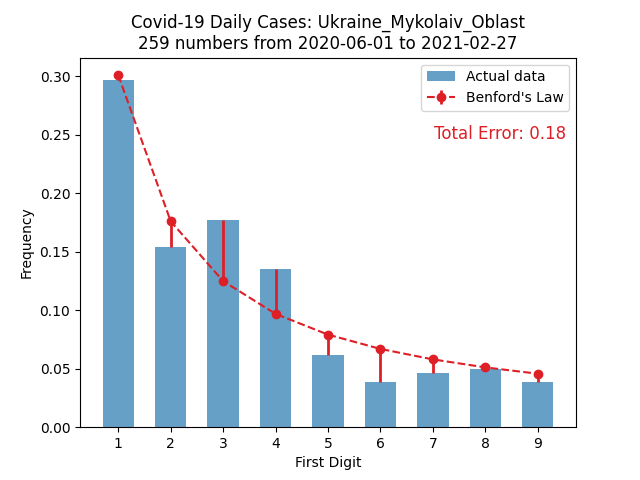 Covid-19 Daily Cases: Ukraine_Mykolaiv_Oblast
259 numbers from 2020-06-01 to 2021-02-27
Actual data
Benford's Law
Total Error: 0.18
0.30
0.25
0.20
0.15
0.10
0.05
0.00
Frequency
1 2 3 4 5 6 7 8 9
First Digit